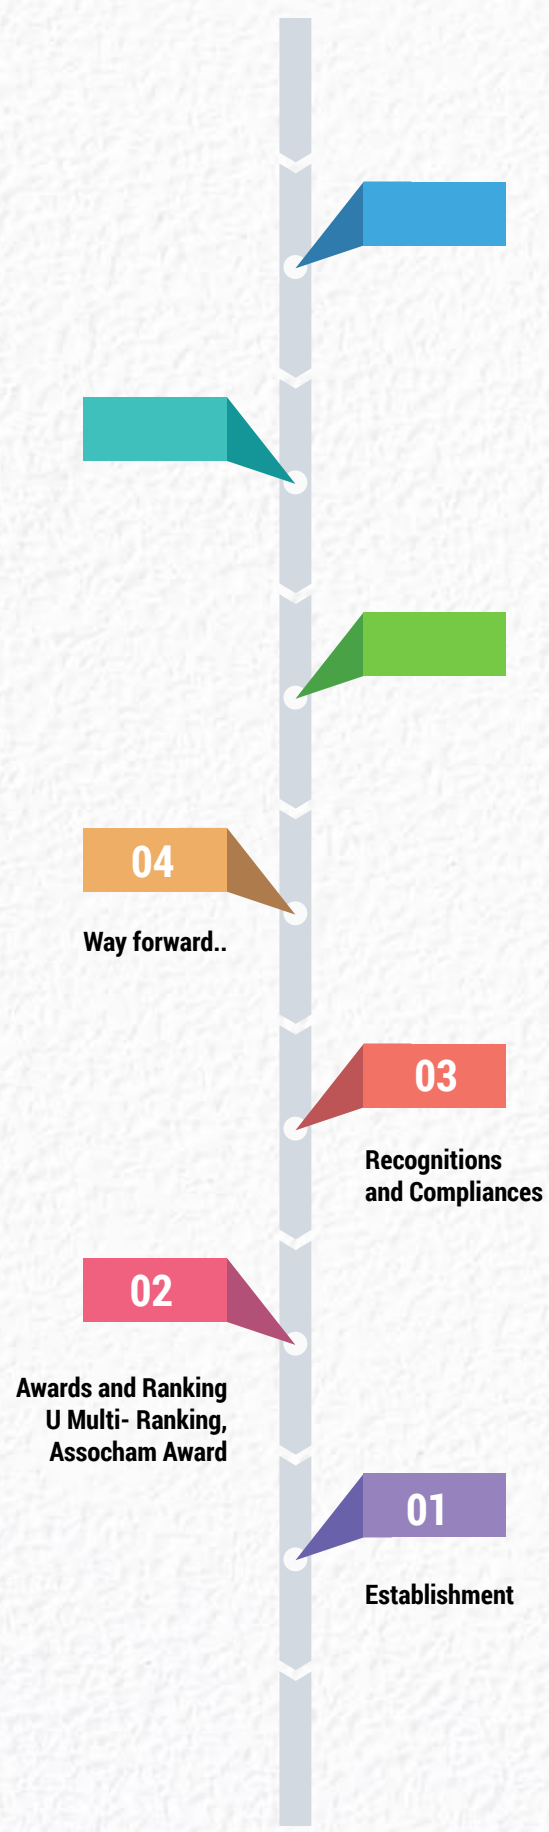 04
Way forward..
03
Recognitions
and Compliances
02
Awards and Ranking
U Multi- Ranking,
Assocham Award
01
Establishment